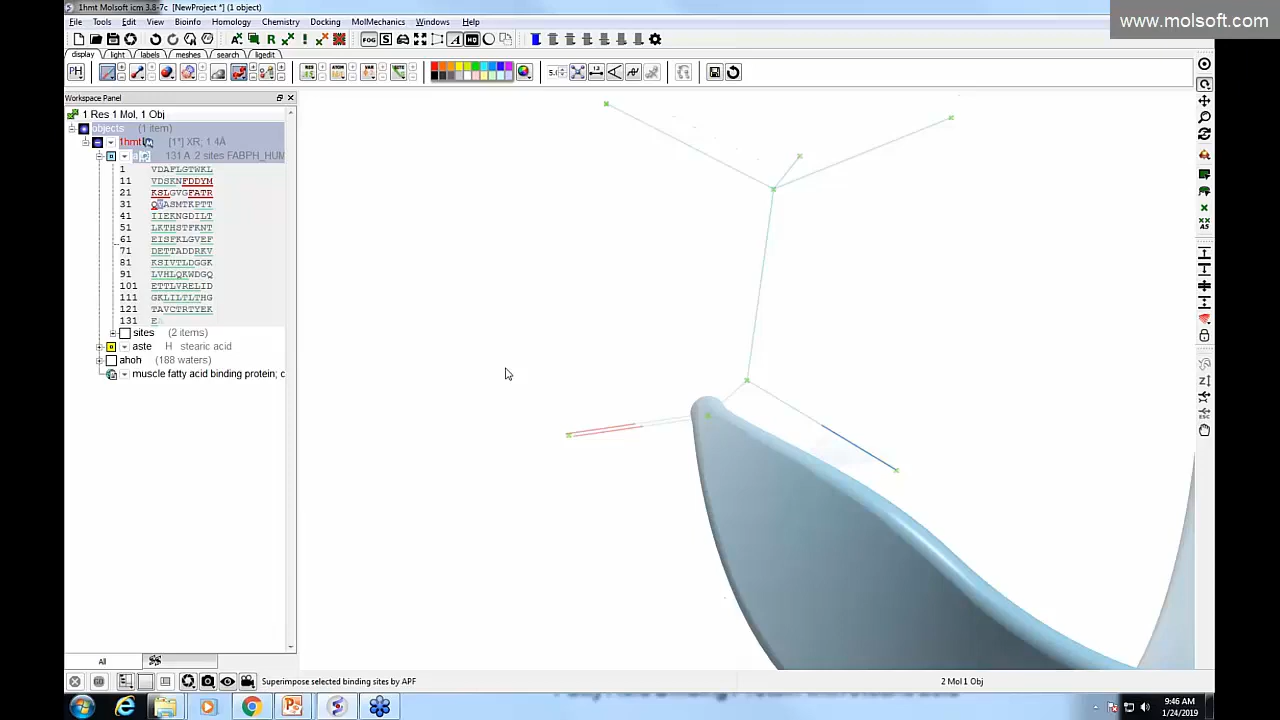 www.molsoft.com
1hmt Molsoft icm 3.8-7c [NewProject *] (1 object)
File Tools Edit View Bioinfo Homology Chemistry Docking MolMechanics Windows Help
FOG
display light labels meshes search ligedit
PH
5.0
Workspace Panel
1 Res 1 Mol, 1 Obj
objects (1 item)
1hmt [1*] XR; 1.4Å
131 A .2 sites FABPH_HUM
1 VDAFLGTWKL
11 VDSKNFDDYM
21 KSLGVGFATR
31 QVASMTKPTT
41 IIEKNGDILT
51 LKTHSTFKNT
61 EISFKLGVEF
71 DETTADDRKV
81 KSIVTLDGGK
91 LVHLQKWDGQ
101 ETTLVRELID
111 GKLILTLTHG
121 TAVCTRTYEK
131 E
sites (2 items)
aste H stearic acid
ahoh (188 waters)
muscle fatty acid binding protein; c
All
Superimpose selected binding sites by APF
2 Mol 1 Obj
9:46 AM
1/24/2019